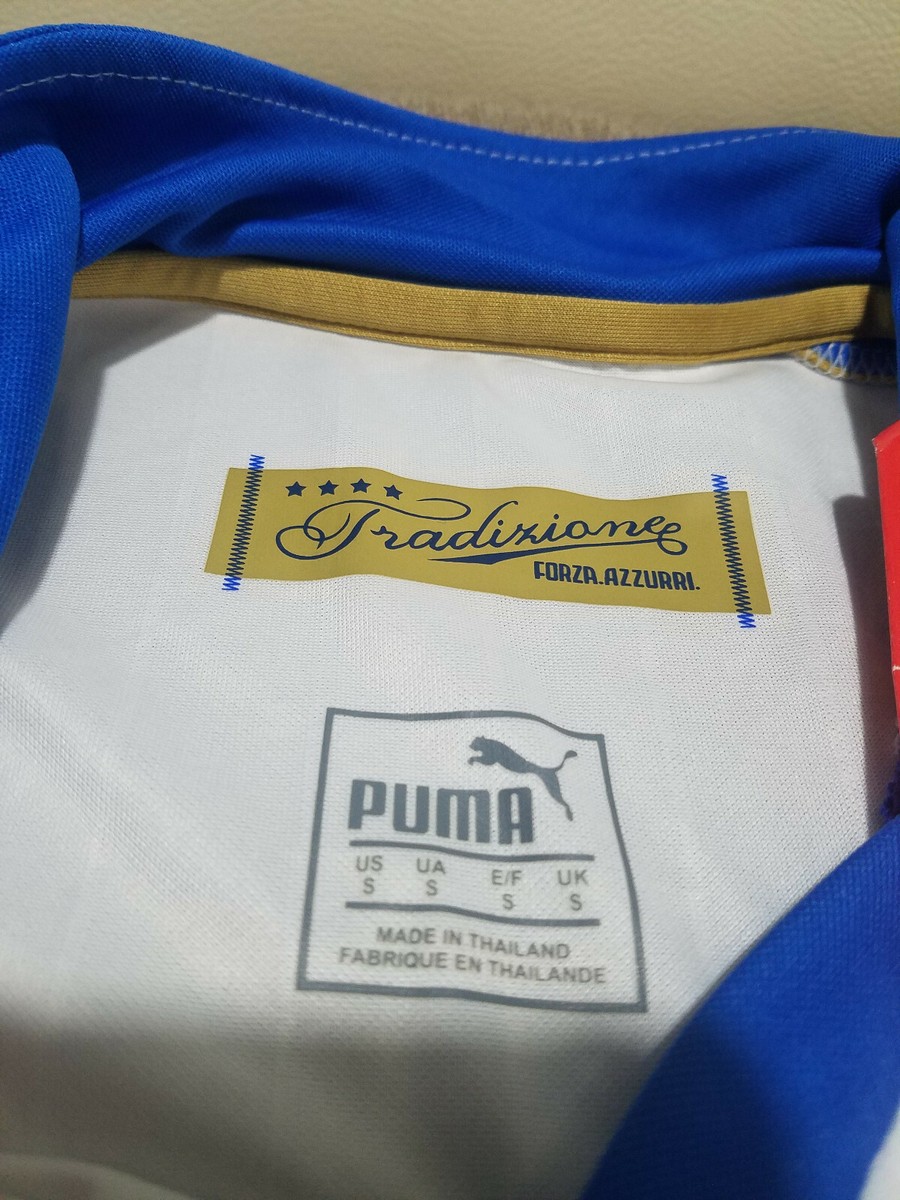 Tradizione
FORZA.AZZURRI.
PUMA
US UA E/F UK
S S S S
MADE IN THAILAND
FABRIQUE EN THAILANDE